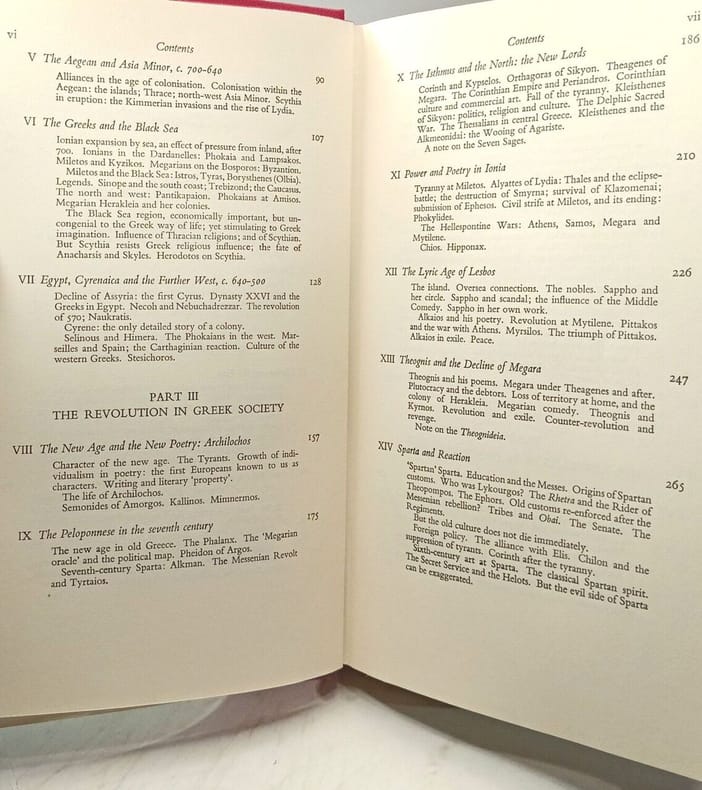 vi
Contents
V The Aegean and Asia Minor, c. 700-640 90
Alliances in the age of colonisation. Colonisation within the
Aegean: the islands; Thrace; north-west Asia Minor. Scythia
in eruption: the Kimmerian invasions and the rise of Lydia.
VI The Greeks and the Black Sea 107
Ionian expansion by sea, an effect of pressure from inland, after
700. Ionians in the Dardanelles: Phokaia and Lampsakos.
Miletos and Kyzikos. Megarians on the Bosporos: Byzantion.
Miletos and the Black Sea: Istros, Tyras, Borysthenes (Olbia).
Legends. Sinope and the south coast; Trebizond; the Caucasus.
The north and west: Pantikapaion. Phokaians at Amisos.
Megarian Herakleia and her colonies.
The Black Sea region, economically important, but un-
congenial to the Greek way of life; yet stimulating to Greek
imagination. Influence of Thracian religions; and of Scythian.
But Scythia resists Greek religious influence; the fate of
Anacharsis and Skyles. Herodotos on Scythia.
VII Egypt, Cyrenaica and the Further West, c. 640-500 128
Decline of Assyria: the first Cyrus. Dynasty XXVI and the
Greeks in Egypt. Necoh and Nebuchadrezzar. The revolution
of 570; Naukratis.
Cyrene: the only detailed story of a colony.
Selinous and Himera. The Phokaians in the west. Mar-
seilles and Spain; the Carthaginian reaction. Culture of the
western Greeks. Stesichoros.
PART III
THE REVOLUTION IN GREEK SOCIETY
VIII The New Age and the New Poetry: Archilochos 157
Character of the new age. The Tyrants. Growth of indi-
vidualism in poetry: the first Europeans known to us as
characters. Writing and literary 'property'.
The life of Archilochos.
Semonides of Amorgos. Kallinos. Mimnermos.
IX The Peloponnese in the seventh century 175
The new age in old Greece. The Phalanx. The 'Megarian
oracle' and the political map. Pheidon of Argos.
Seventh-century Sparta: Alkman. The Messenian Revolt
and Tyrtaios.
vii
Contents
X The Isthmus and the North: the New Lords 186
Corinth and Kypselos. Orthagoras of Sikyon. Theagenes of
Megara. The Corinthian Empire and Periandros. Corinthian
culture and commercial art. Fall of the tyranny. Kleisthenes
of Sikyon: politics, religion and culture. The Delphic Sacred
War. The Thessalians in central Greece. Kleisthenes and the
Alkmeonidai: the Wooing of Agariste.
A note on the Seven Sages.
XI Power and Poetry in Ionia 210
Tyranny at Miletos. Alyattes of Lydia: Thales and the eclipse-
battle; the destruction of Smyrna; survival of Klazomenai;
submission of Ephesos. Civil strife at Miletos, and its ending:
Phokylides.
The Hellespontine Wars: Athens, Samos, Megara and
Mytilene.
Chios. Hipponax.
XII The Lyric Age of Lesbos 226
The island. Oversea connections. The nobles. Sappho and
her circle. Sappho and scandal; the influence of the Middle
Comedy. Sappho in her own work.
Alkaios and his poetry. Revolution at Mytilene. Pittakos
and the war with Athens. Myrsilos. The triumph of Pittakos.
Alkaios in exile. Peace.
XIII Theognis and the Decline of Megara 247
Theognis and his poems. Megara under Theagenes and after.
Plutocracy and the debtors. Loss of territory at home, and the
colony of Herakleia. Megarian comedy. Theognis and
Kyrnos. Revolution and exile. Counter-revolution and
revenge.
Note on the Theognideia.
XIV Sparta and Reaction 265
'Spartan' Sparta. Education and the Messes. Origins of Spartan
customs. Who was Lykourgos? The Rhetra and the Rider of
Theopompos. The Ephors. Old customs re-enforced after the
Messenian rebellion? Tribes and Obai. The Senate. The
Regiments.
But the old culture does not die immediately.
Foreign policy. The alliance with Elis. Chilon and the
suppression of tyrants. Corinth after the tyranny.
Sixth-century art at Sparta. The classical Spartan spirit.
The Secret Service and the Helots. But the evil side of Sparta
can be exaggerated.